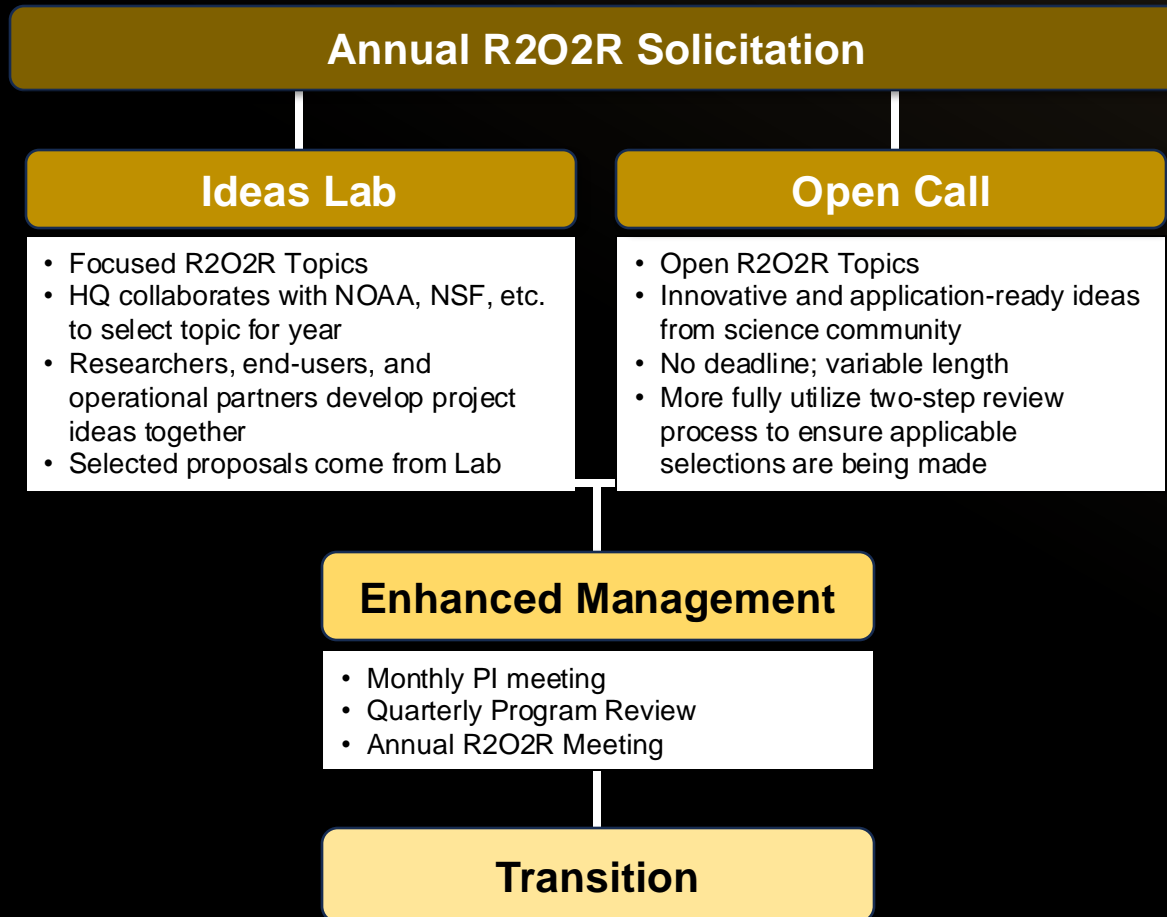 Annual R2O2R Solicitation
Ideas Lab
• Focused R2O2R Topics
• HQ collaborates with NOAA, NSF, etc.
to select topic for year
• Researchers, end-users, and
operational partners develop project
ideas together
• Selected proposals come from Lab
Open Call
• Open R2O2R Topics
• Innovative and application-ready ideas
from science community
• No deadline; variable length
• More fully utilize two-step review
process to ensure applicable
selections are being made
Enhanced Management
• Monthly PI meeting
• Quarterly Program Review
• Annual R2O2R Meeting
Transition